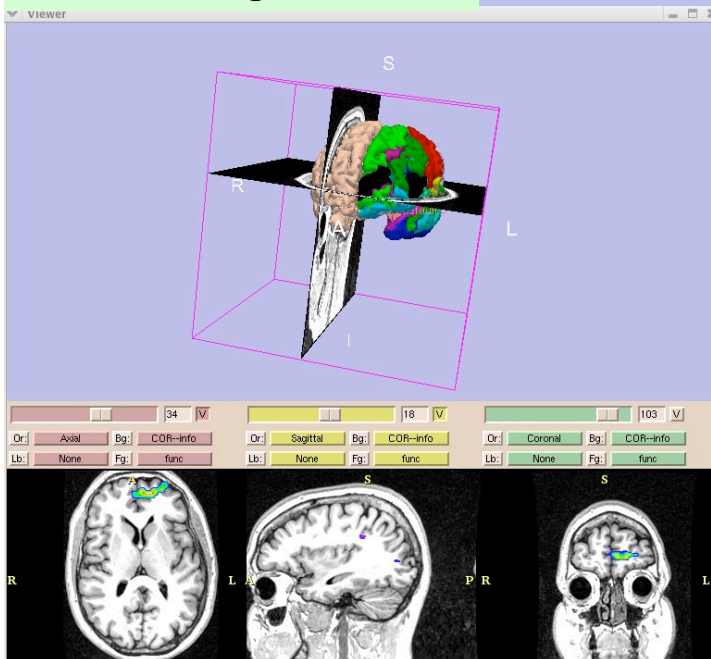 Viewer
S
R
A
L
I
34 V
18 V
103 V
Or: Axial Bg: COR--info
Or: Sagittal Bg: COR--info
Or: Coronal Bg: COR--info
Lb: None Fg: func
Lb: None Fg: func
Lb: None Fg: func
A
S
S
R
L
A
P
R
L